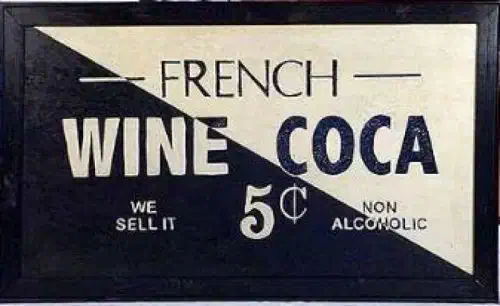 FRENCH
WINE COCA
WE
SELL IT
5¢
NON
ALCOHOLIC